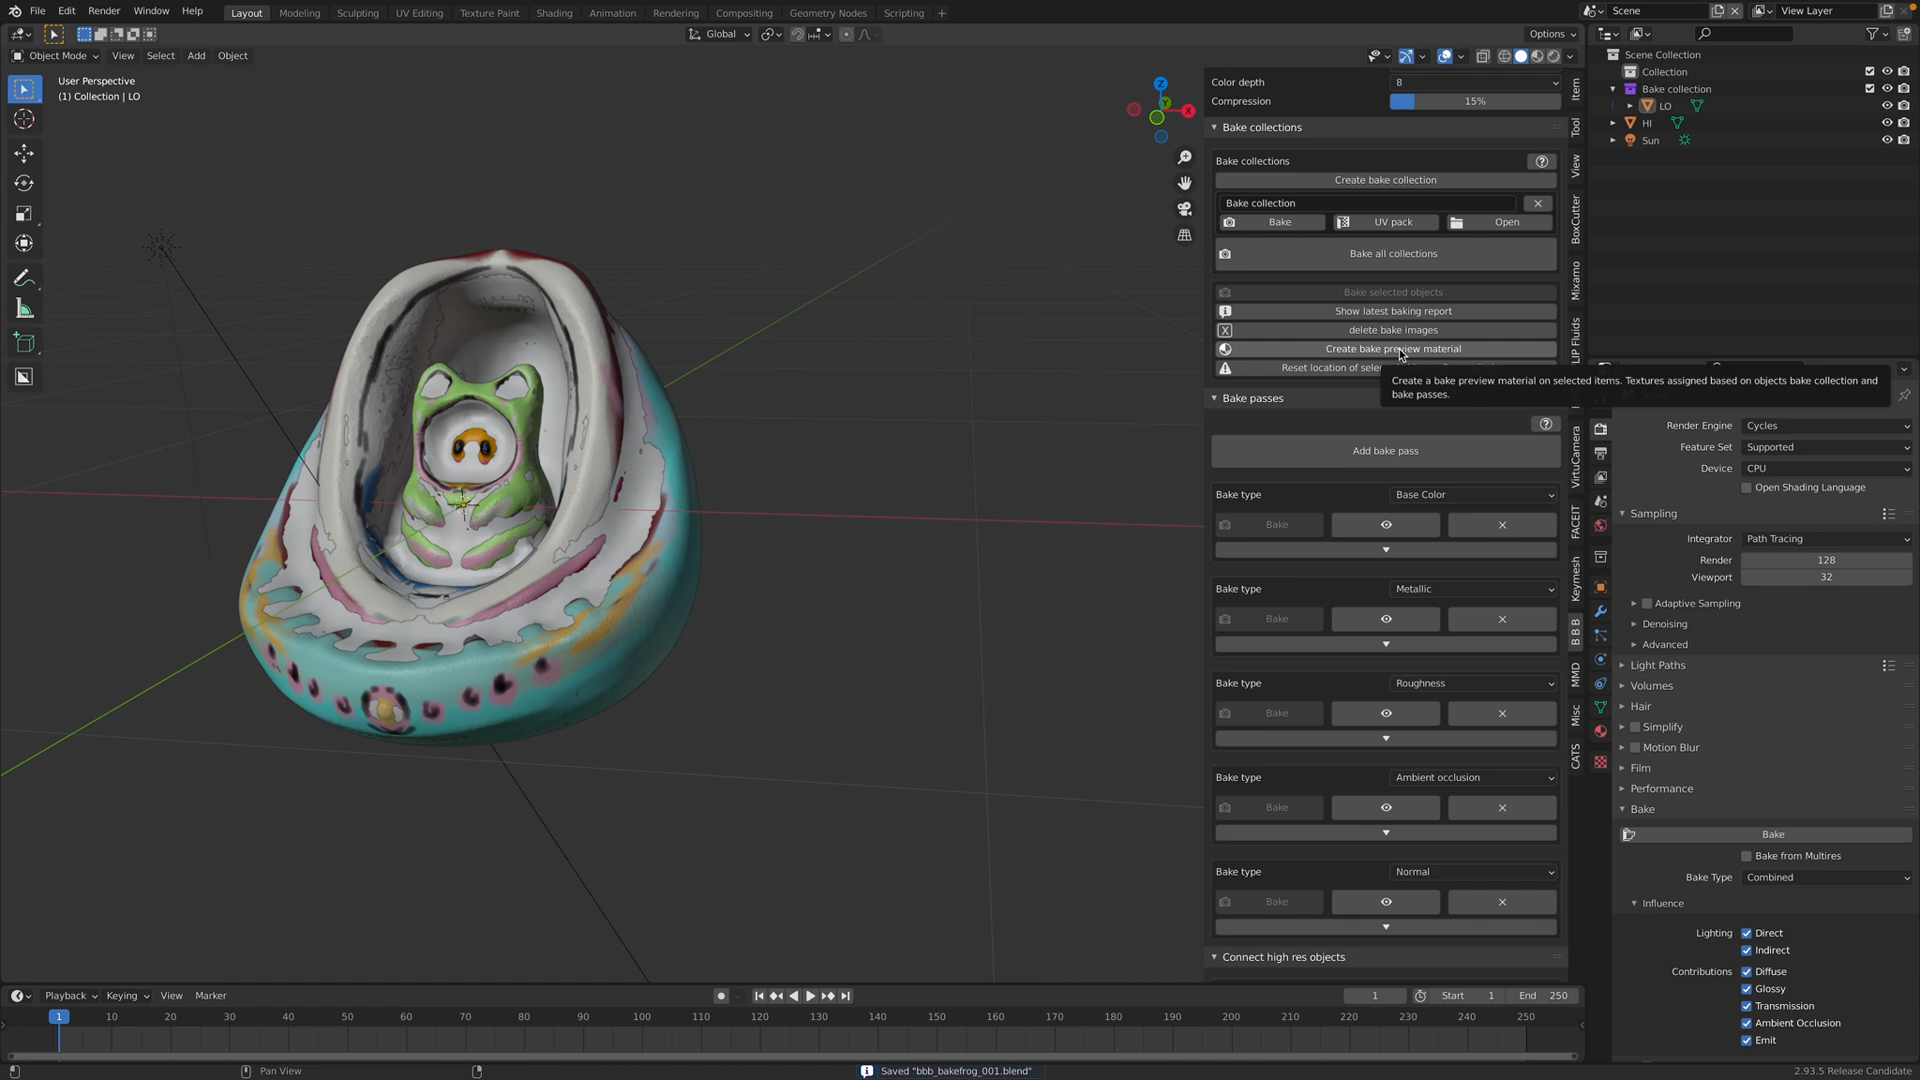 File Edit Render Window Help Layout Modeling Sculpting UV Editing Texture Paint Shading Animation Rendering Compositing Geometry Nodes Scripting + Scene View Layer
Global Options
Object Mode View Select Add Object
User Perspective
(1) Collection | LO
Z
Y
X
Color depth 8
Compression 15%
Bake collections
Bake collections
Create bake collection
Bake collection
Bake UV pack Open
Bake all collections
Bake selected objects
Show latest baking report
X delete bake images
Create bake preview material
Reset location of selec
Create a bake preview material on selected items. Textures assigned based on objects bake collection and
bake passes.
Bake passes
Add bake pass
Bake type Base Color
Bake
Bake type Metallic
Bake
Bake type Roughness
Bake
Bake type Ambient occlusion
Bake
Bake type Normal
Bake
Connect high res objects
Item
Tool
View
BoxCutter
Mixamo
LIP Fluids
VirtuCamera
FACEIT
Keymesh
B B B
MMD
Misc
CATS
Scene Collection
Collection
Bake collection
LO
HI
Sun
Render Engine Cycles
Feature Set Supported
Device CPU
Open Shading Language
Sampling
Integrator Path Tracing
Render 128
Viewport 32
Adaptive Sampling
Denoising
Advanced
Light Paths
Volumes
Hair
Simplify
Motion Blur
Film
Performance
Bake
Bake
Bake from Multires
Bake Type Combined
Influence
Lighting Direct
Indirect
Contributions Diffuse
Glossy
Transmission
Ambient Occlusion
Emit
Playback Keying View Marker 1 Start 1 End 250
1 10 20 30 40 50 60 70 80 90 100 110 120 130 140 150 160 170 180 190 200 210 220 230 240 250
Pan View Saved "bbb_bakefrog_001.blend" 2.93.5 Release Candidate